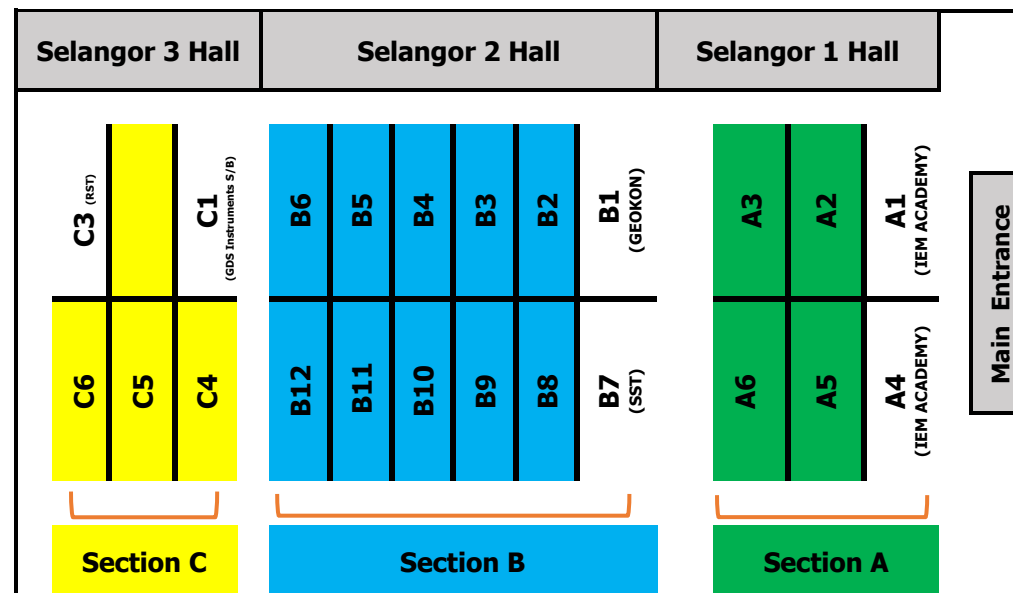 Selangor 3 Hall
Selangor 2 Hall
Selangor 1 Hall
C3 (RST)
C1
(GDS Instruments S/B)
B6
B5
B4
B3
B2
B1
(GEOKON)
A3
A2
A1
(IEM ACADEMY)
Main Entrance
C6
C5
C4
B12
B11
B10
B9
B8
B7
(SST)
A6
A5
A4
(IEM ACADEMY)
Section C
Section B
Section A